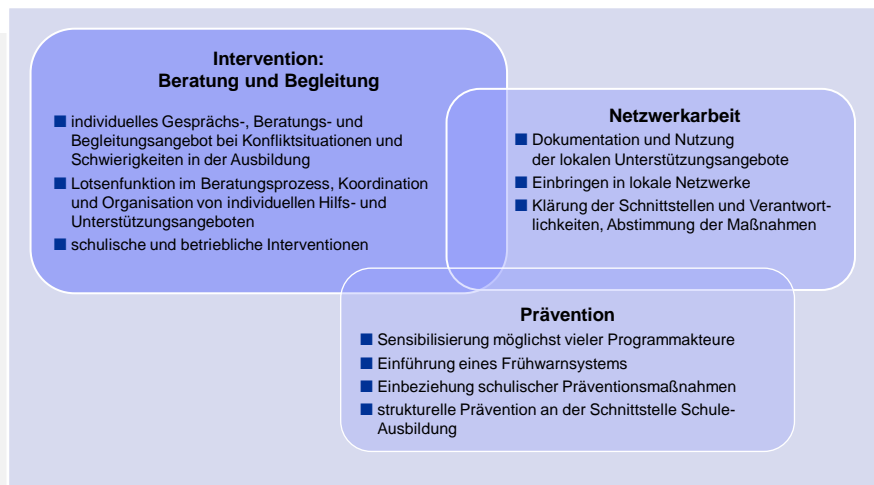 Intervention:
Beratung und Begleitung
■ individuelles Gesprächs-, Beratungs- und
Begleitungsangebot bei Konfliktsituationen und
Schwierigkeiten in der Ausbildung
■ Lotsenfunktion im Beratungsprozess, Koordination
und Organisation von individuellen Hilfs- und
Unterstützungsangeboten
■ schulische und betriebliche Interventionen
Netzwerkarbeit
■ Dokumentation und Nutzung
der lokalen Unterstützungsangebote
■ Einbringen in lokale Netzwerke
■ Klärung der Schnittstellen und Verantwort-
lichkeiten, Abstimmung der Maßnahmen
Prävention
■ Sensibilisierung möglichst vieler Programmakteure
■ Einführung eines Frühwarnsystems
■ Einbeziehung schulischer Präventionsmaßnahmen
■ strukturelle Prävention an der Schnittstelle Schule-
Ausbildung